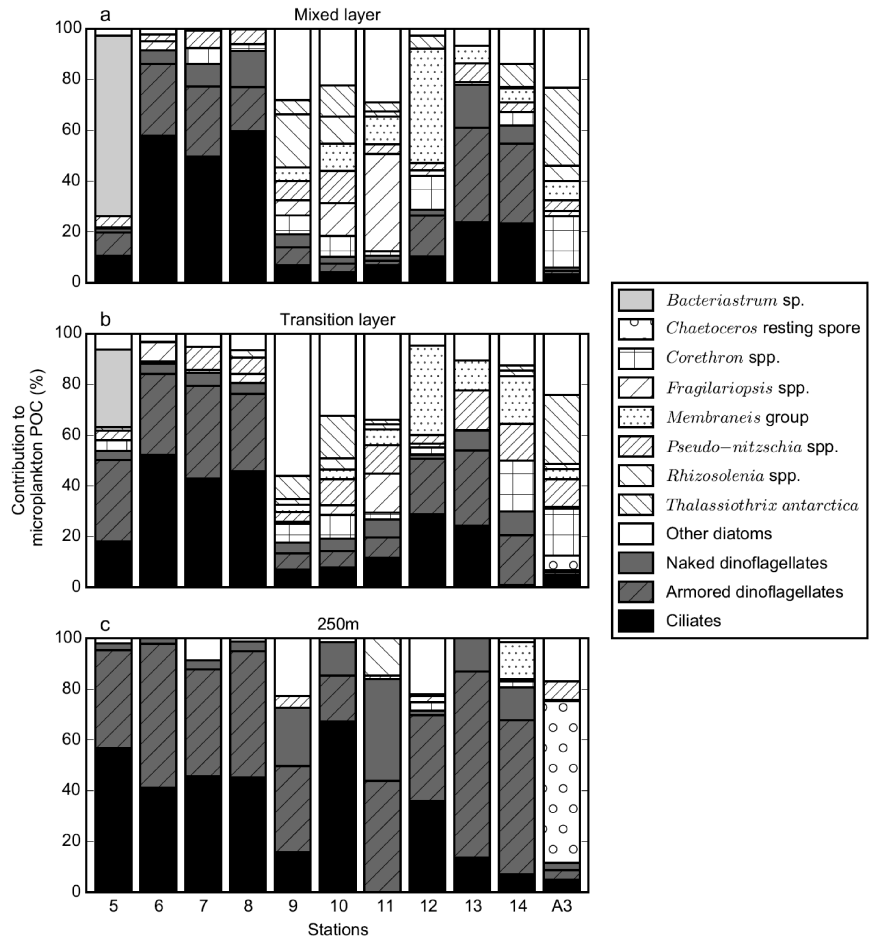 a
Mixed layer
100
80
60
40
20
0
b
Transition layer
100
80
60
40
20
0
Contribution to
microplankton POC (%)
c
250m
100
80
60
40
20
0
5 6 7 8 9 10 11 12 13 14 A3
Stations
Bacteriastrum sp.
Chaetoceros resting spore
Corethron spp.
Fragilariopsis spp.
Membraneis group
Pseudo−nitzschia spp.
Rhizosolenia spp.
Thalassiothrix antarctica
Other diatoms
Naked dinoflagellates
Armored dinoflagellates
Ciliates